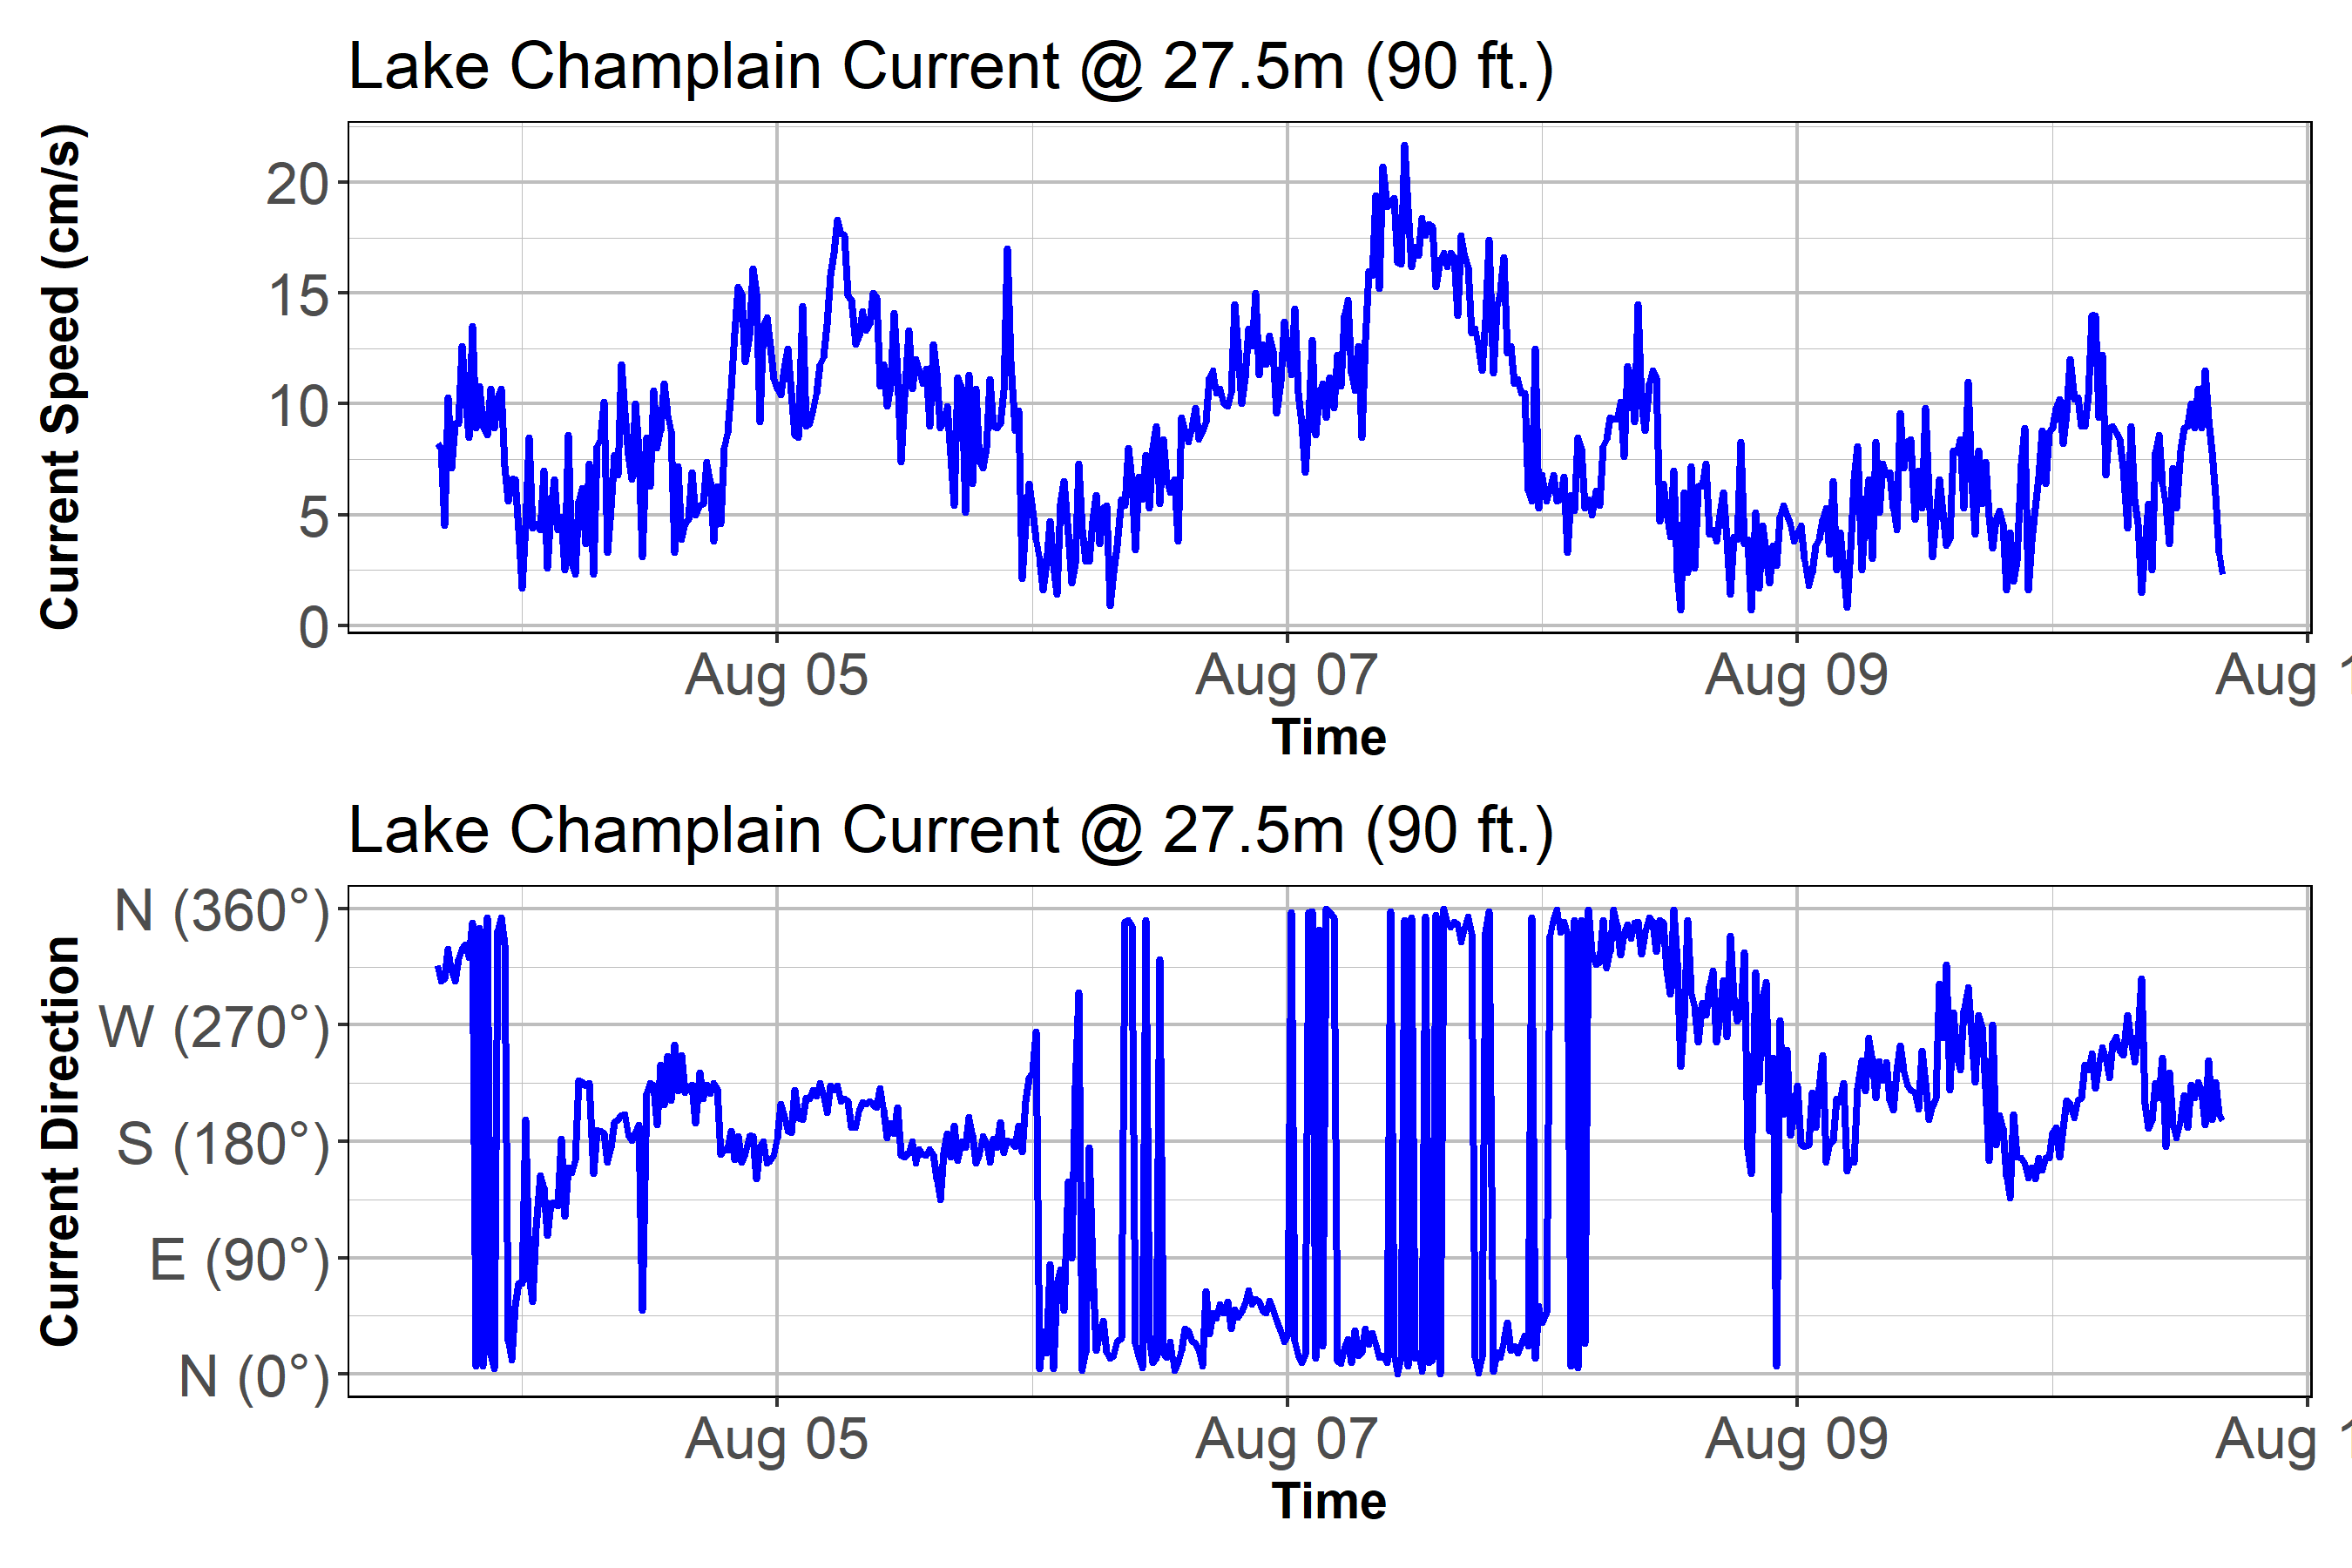 Lake Champlain Current @ 27.5m (90 ft.)
Current Speed (cm/s)
20
15
10
5
0
Aug 05 Aug 07 Aug 09 Aug 1
Time
Lake Champlain Current @ 27.5m (90 ft.)
Current Direction
N (360°)
W (270°)
S (180°)
E (90°)
N (0°)
Aug 05 Aug 07 Aug 09 Aug 1
Time